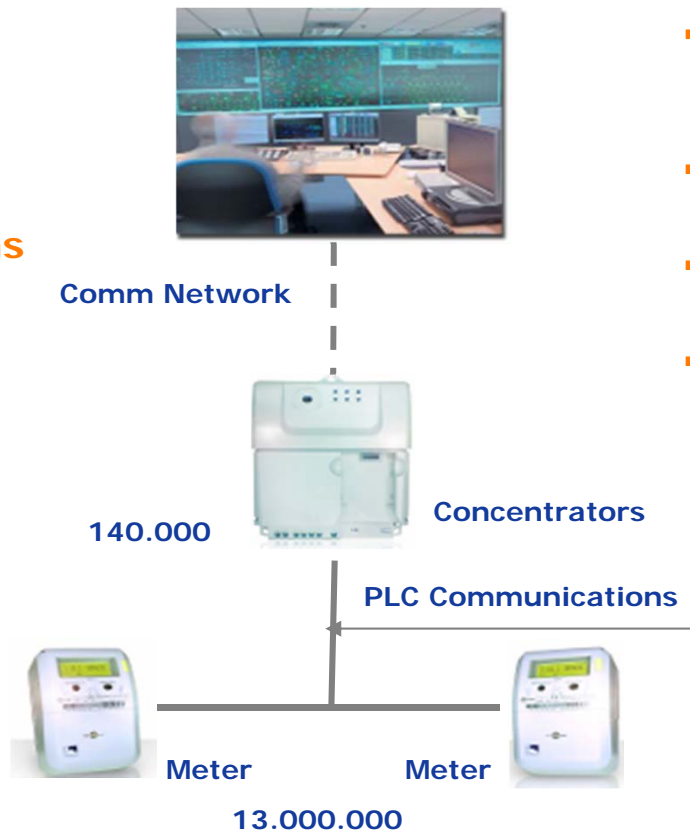 s
Comm Network
Concentrators
140.000
PLC Communications
Meter Meter
13.000.000